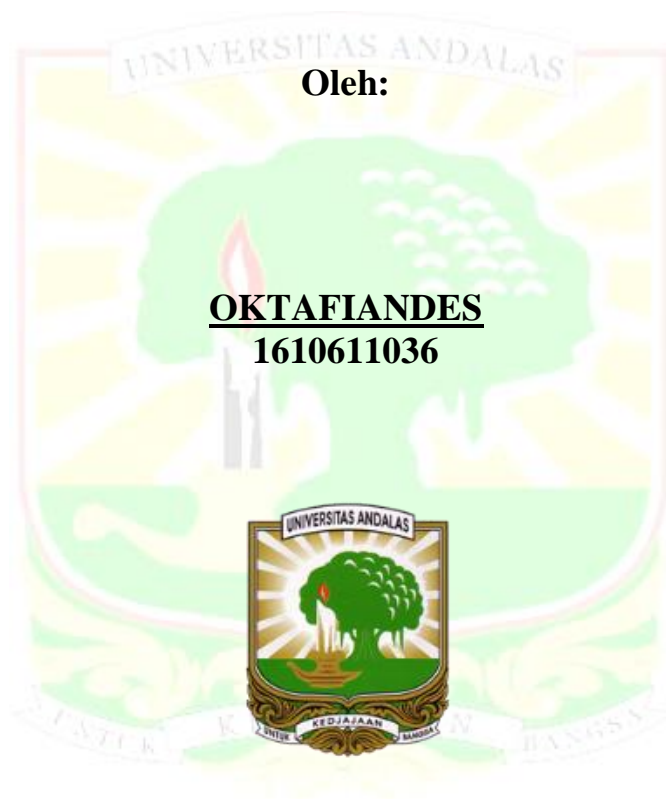 UNIVERSITAS ANDALAS
Oleh:
OKTAFIANDES
1610611036
UNIVERSITAS ANDALAS
UNTUK KEDJAJAAN BANGSA